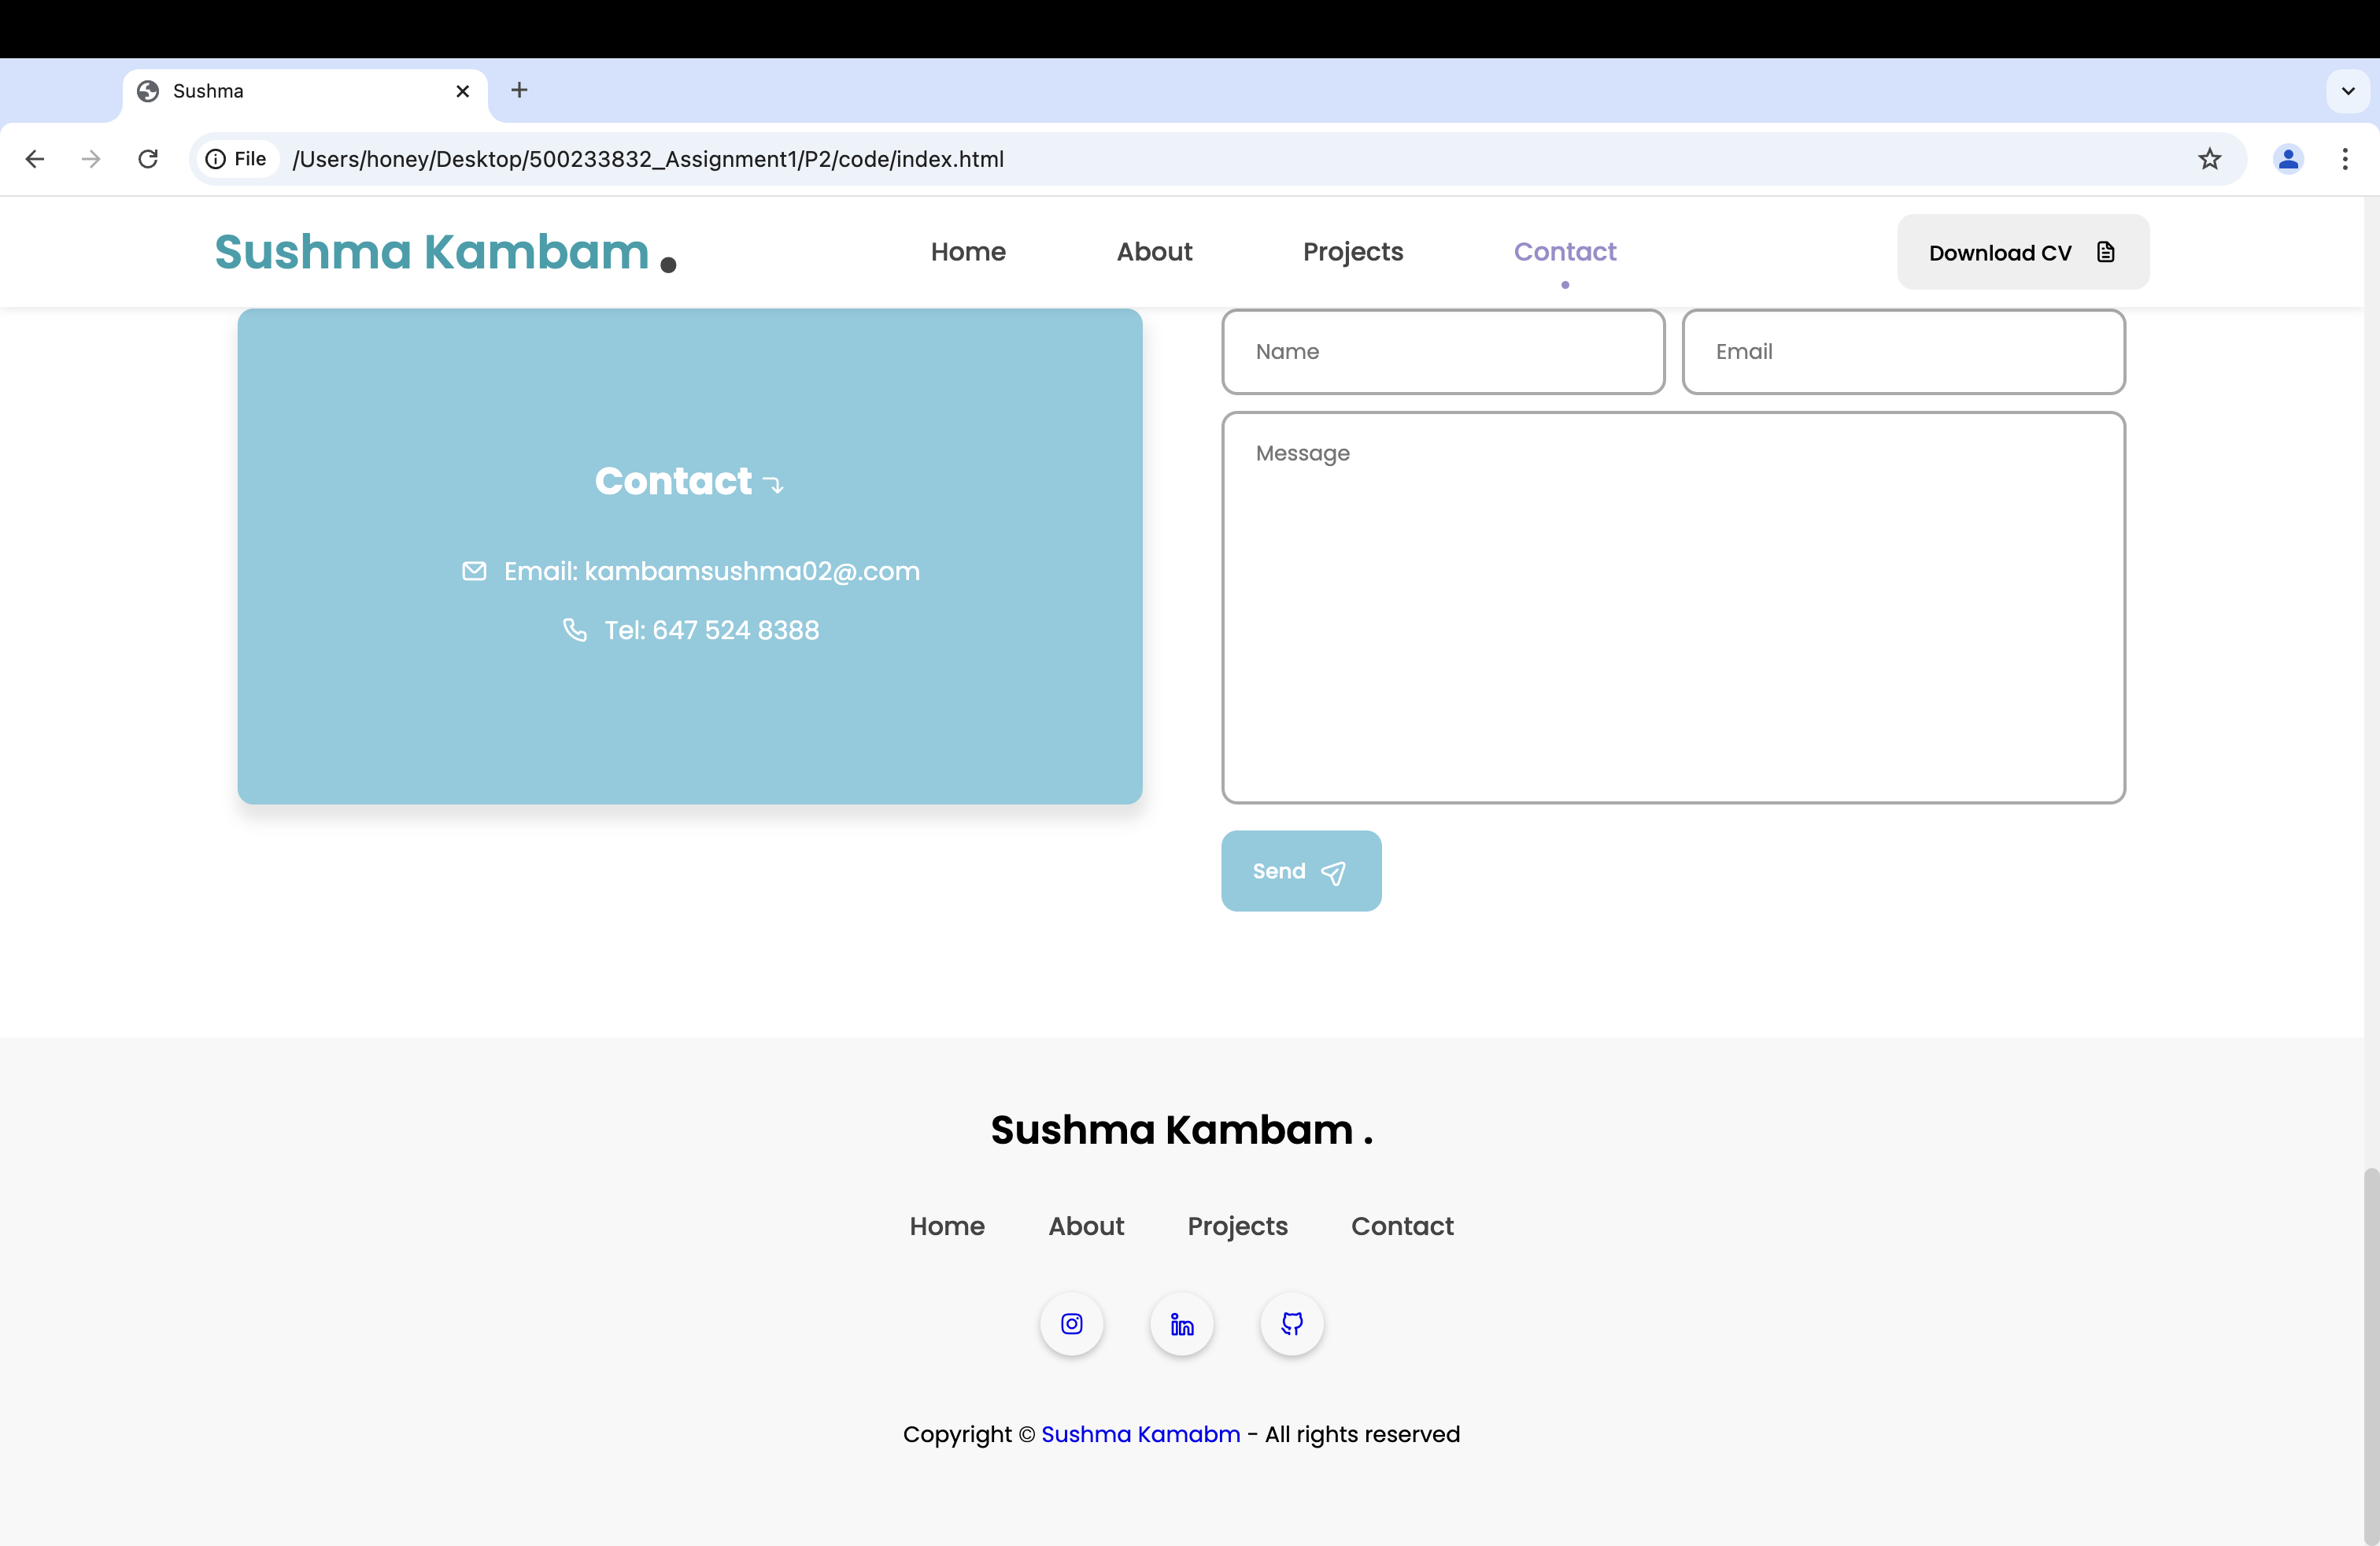 Sushma
File /Users/honey/Desktop/500233832_Assignment1/P2/code/index.html
Sushma Kambam .
Home About Projects Contact
Download CV
Name
Email
Message
Contact
Email: kambamsushma02@.com
Tel: 647 524 8388
Send
Sushma Kambam .
Home About Projects Contact
Copyright © Sushma Kamabm - All rights reserved